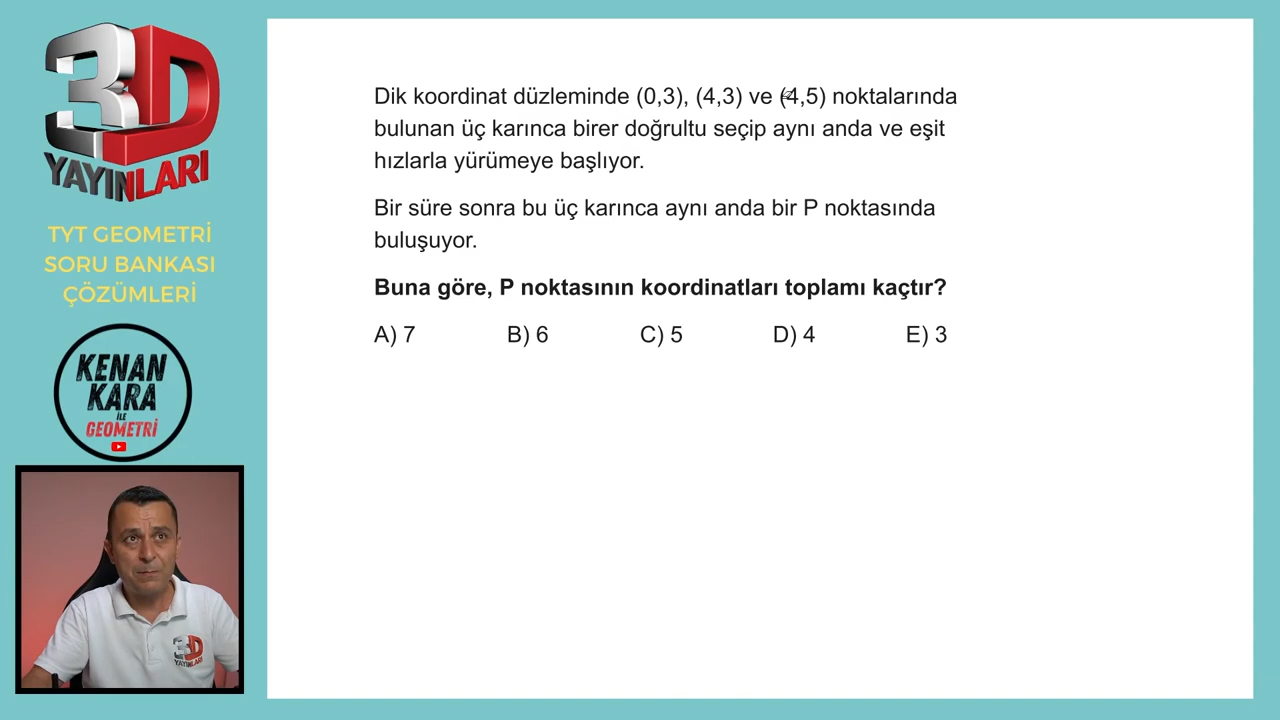 3D
YAYINLARI
TYT GEOMETRİ
SORU BANKASI
ÇÖZÜMLERİ
KENAN
KARA
İLE
GEOMETRİ
3D
YAYINLARI
Dik koordinat düzleminde (0,3), (4,3) ve (4,5) noktalarında
bulunan üç karınca birer doğrultu seçip aynı anda ve eşit
hızlarla yürümeye başlıyor.
Bir süre sonra bu üç karınca aynı anda bir P noktasında
buluşuyor.
Buna göre, P noktasının koordinatları toplamı kaçtır?
A) 7 B) 6 C) 5 D) 4 E) 3